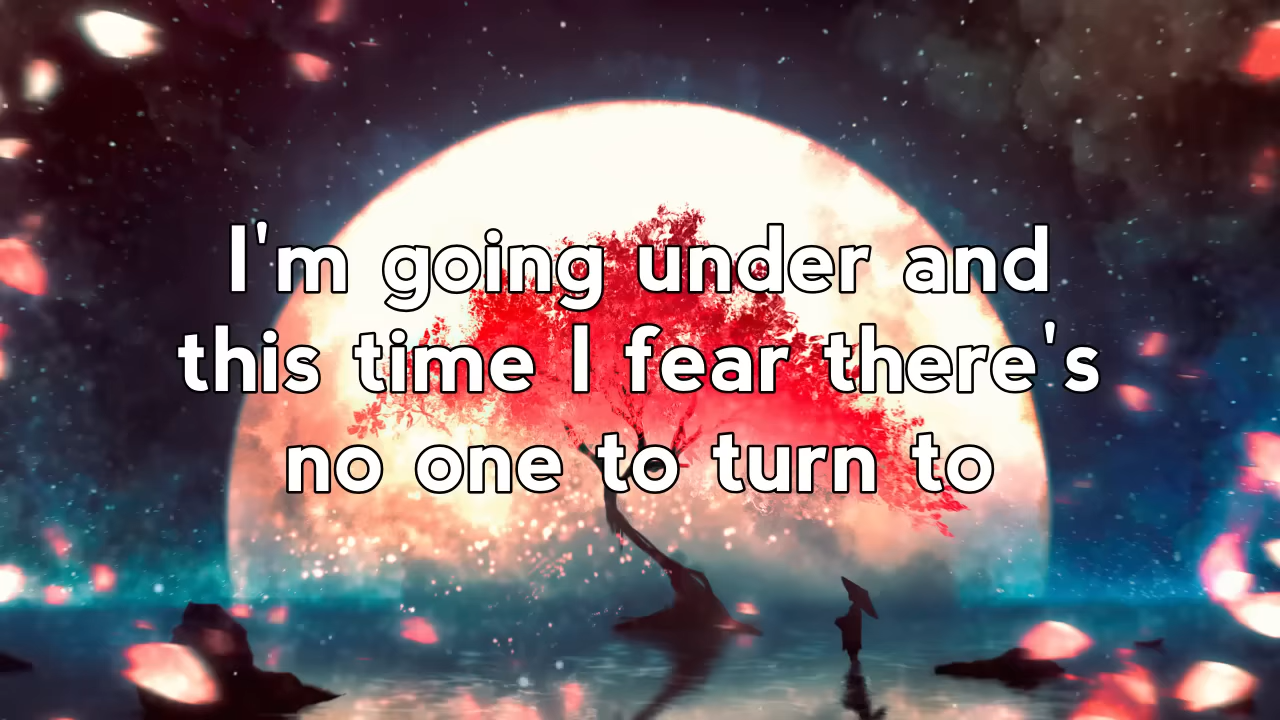 I'm going under and
this time I fear there's
no one to turn to